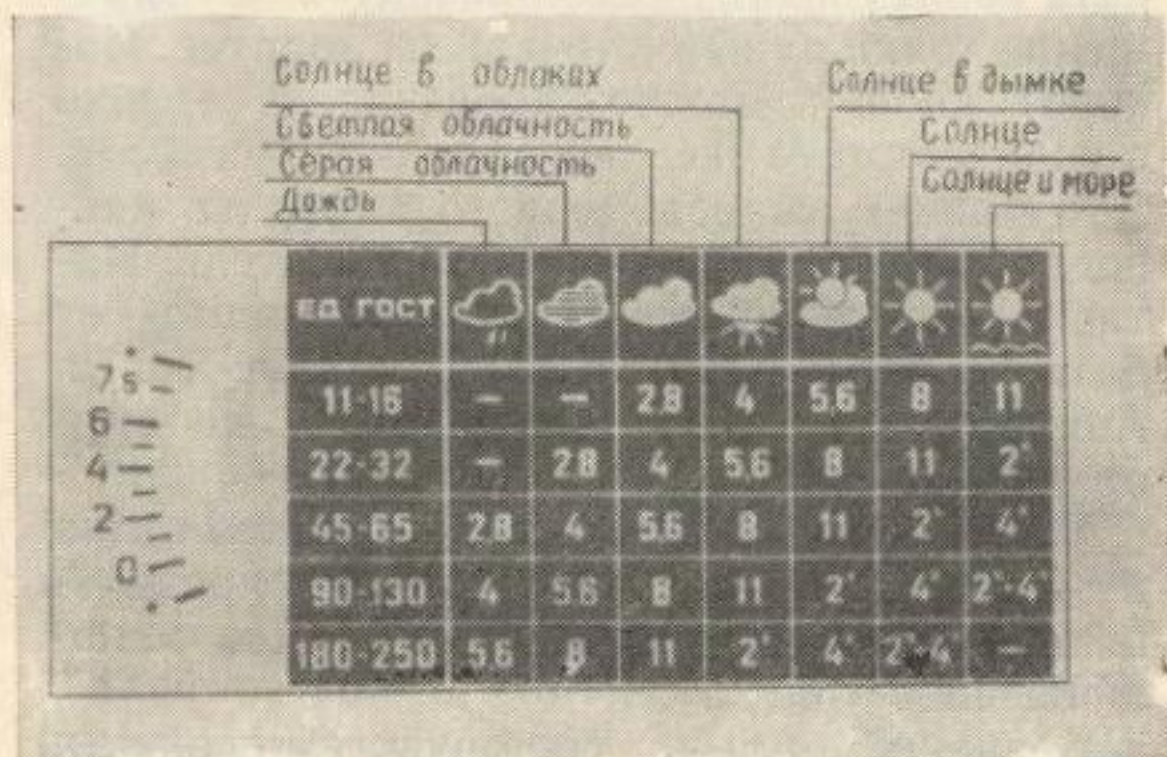 Солнце в облаках
Светлая облачность
Серая облачность
Дождь
Солнце в дымке
Солнце
Солнце и море
7,5
6
4
2
0
ЕД ГОСТ
11-16 – – 2,8 4 5,6 8 11
22-32 – 2,8 4 5,6 8 11 2*
45-65 2,8 4 5,6 8 11 2* 4*
90-130 4 5,6 8 11 2* 4* 2*-4*
180-250 5,6 8 11 2* 4* 2*-4* –